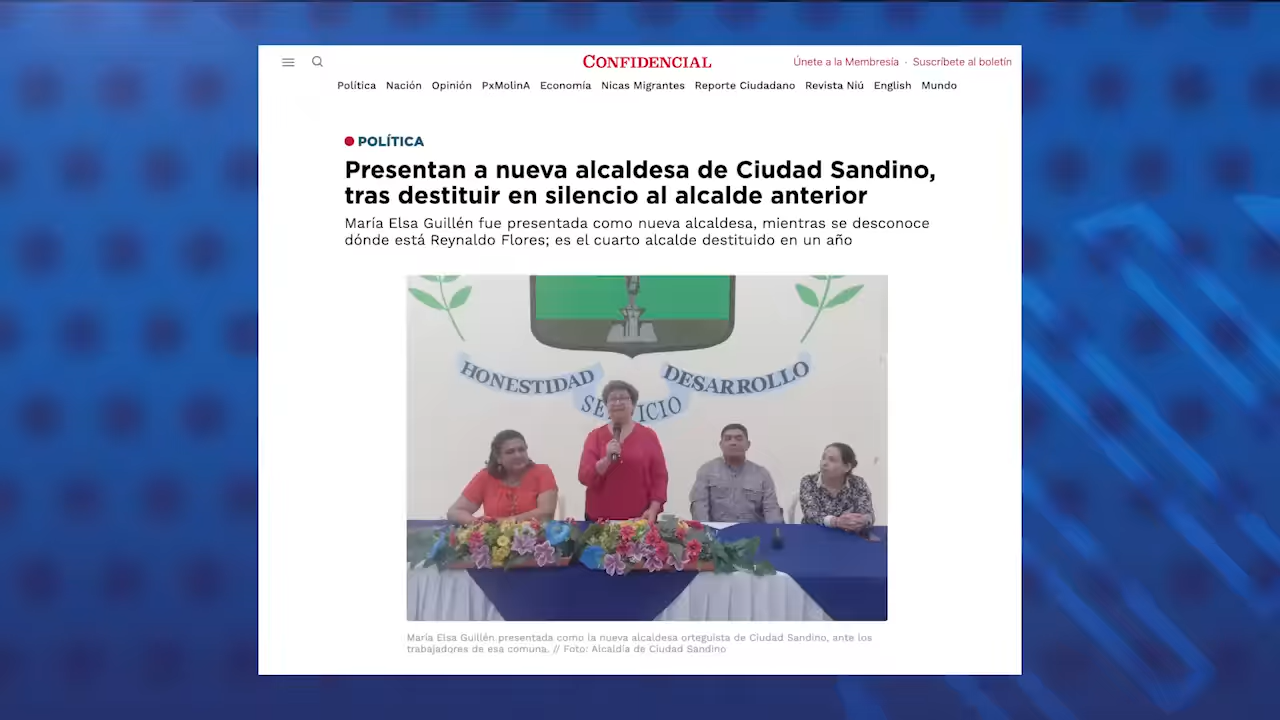 CONFIDENCIAL
Únete a la Membresía · Suscríbete al boletín
Política Nación Opinión PxMolinA Economía Nicas Migrantes Reporte Ciudadano Revista Niú English Mundo
POLÍTICA
Presentan a nueva alcaldesa de Ciudad Sandino,
tras destituir en silencio al alcalde anterior
María Elsa Guillén fue presentada como nueva alcaldesa, mientras se desconoce
dónde está Reynaldo Flores; es el cuarto alcalde destituido en un año
HONESTIDAD
DESARROLLO
María Elsa Guillén presentada como la nueva alcaldesa orteguista de Ciudad Sandino, ante los
trabajadores de esa comuna. // Foto: Alcaldía de Ciudad Sandino